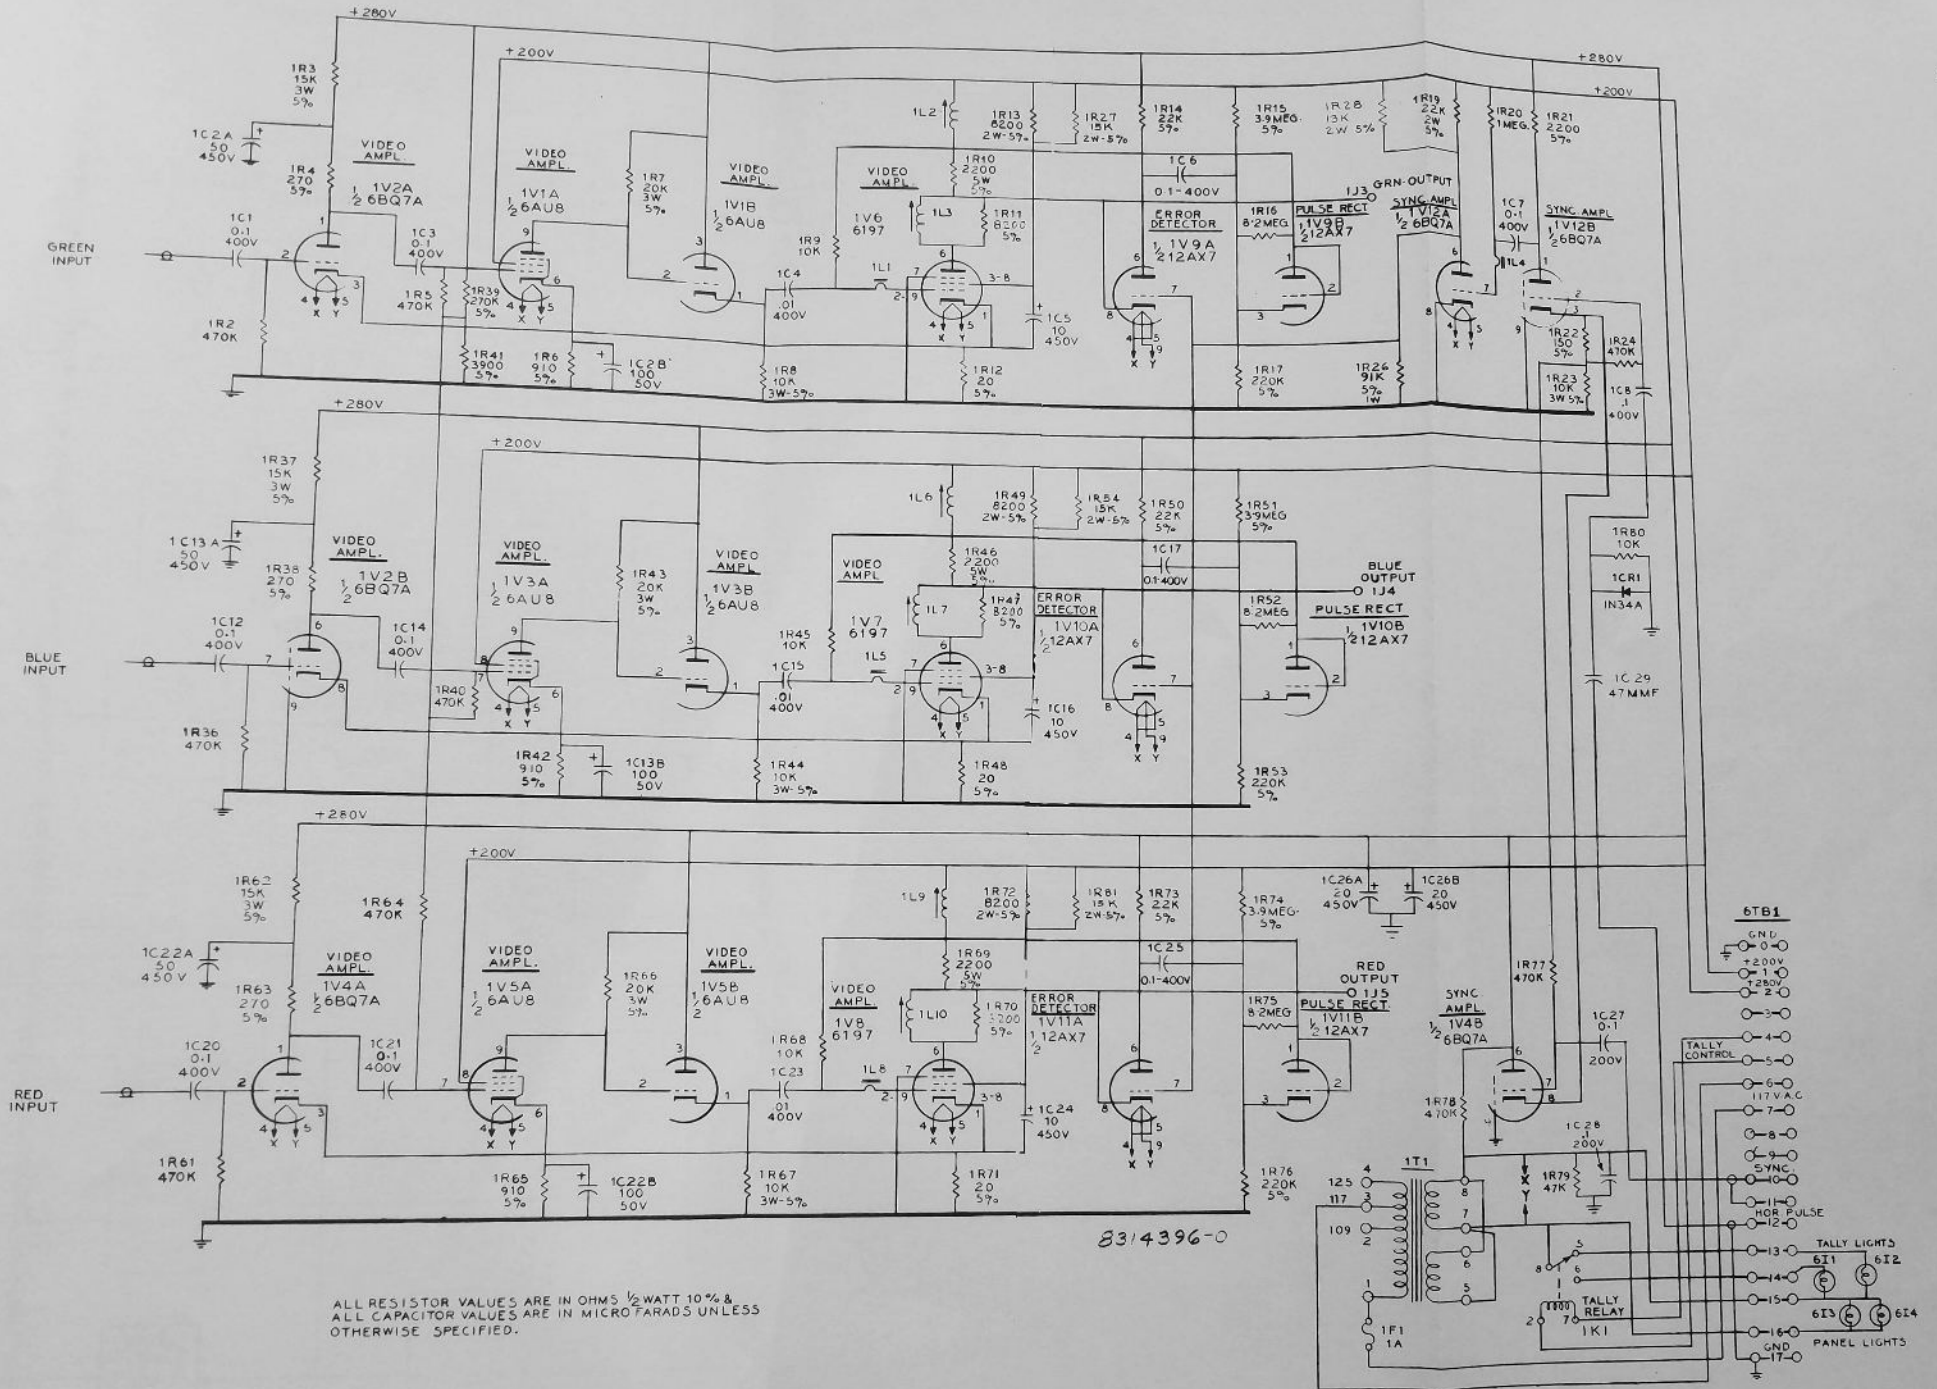 +280V
+200V
+280V
+200V
1R3
15K
3W
5%
1C2A
50
450V
VIDEO
AMPL.
1V2A
1/2 6BQ7A
1R4
270
5%
1C1
0.1
400V
GREEN
INPUT
1R2
470K
1C3
0.1
400V
1R5
470K
1R39
270K
5%
1R41
3900
5%
VIDEO
AMPL.
1V1A
1/2 6AU8
1R6
910
5%
1C2B
100
50V
1R7
20K
3W
5%
VIDEO
AMPL.
1V1B
1/2 6AU8
1R8
10K
3W-5%
1C4
.01
400V
1R9
10K
VIDEO
AMPL.
1V6
6197
1L1
1L2
1R10
2200
5W
5%
1L3
1R11
8200
5%
1R12
20
5%
1R13
8200
2W-5%
1R27
15K
2W-5%
1C5
10
450V
1R14
22K
5%
1C6
0.1-400V
ERROR
DETECTOR
1V9A
1/2 12AX7
1R15
3.9MEG.
5%
1R16
8.2MEG
1R17
220K
5%
PULSE RECT
1V9B
1/2 12AX7
1J3
GRN-OUTPUT
1R28
13K
2W 5%
1R19
22K
2W
5%
SYNC AMPL
1V12A
1/2 6BQ7A
1R26
91K
5%
1W
1R20
1MEG.
1C7
0.1
400V
1L4
1R21
2200
5%
SYNC. AMPL
1V12B
1/2 6BQ7A
1R22
150
5%
1R23
10K
3W 5%
1R24
470K
1C8
.1
400V
+280V
+200V
1R37
15K
3W
5%
1C13A
50
450V
VIDEO
AMPL.
1V2B
1/2 6BQ7A
1R38
270
5%
1C12
0.1
400V
BLUE
INPUT
1R36
470K
1C14
0.1
400V
1R40
470K
VIDEO
AMPL.
1V3A
1/2 6AU8
1R42
910
5%
1C13B
100
50V
1R43
20K
3W
5%
VIDEO
AMPL
1V3B
1/2 6AU8
1R44
10K
3W-5%
1R45
10K
1C15
.01
400V
VIDEO
AMPL
1V7
6197
1L5
1L6
1R46
2200
5W
5%
1L7
1R47
8200
5%
1R48
20
5%
1R49
8200
2W-5%
1R54
15K
2W-5%
1C16
10
450V
1R50
22K
5%
1C17
0.1-400V
ERROR
DETECTOR
1V10A
1/2 12AX7
1R51
3.9MEG
5%
1R52
8.2MEG
1R53
220K
5%
BLUE
OUTPUT
1J4
PULSE RECT
1V10B
1/2 12AX7
1R80
10K
1CR1
1N34A
1C29
47MMF
+280V
+200V
1R62
15K
3W
5%
1C22A
50
450V
VIDEO
AMPL.
1V4A
1/2 6BQ7A
1R63
270
5%
1C20
0.1
400V
RED
INPUT
1R61
470K
1C21
0.1
400V
1R64
470K
VIDEO
AMPL.
1V5A
1/2 6AU8
1R65
910
5%
1C22B
100
50V
1R66
20K
3W
5%
VIDEO
AMPL.
1V5B
1/2 6AU8
1R67
10K
3W-5%
1R68
10K
1C23
.01
400V
VIDEO
AMPL.
1V8
6197
1L8
1L9
1R69
2200
5W
5%
1L10
1R70
5%
1R71
20
5%
1R72
8200
2W-5%
1R81
15K
2W-5%
1C24
10
450V
1R73
22K
5%
1C25
0.1-400V
ERROR
DETECTOR
1V11A
1/2 12AX7
1R74
3.9MEG.
5%
1R75
8.2MEG
1R76
220K
5%
RED
OUTPUT
1J5
PULSE RECT.
1V11B
1/2 12AX7
1C26A
20
450V
1C26B
20
450V
1R77
470K
SYNC.
AMPL.
1V4B
1/2 6BQ7A
1C27
0.1
200V
1R78
470K
1R79
47K
1C28
.1
200V
1T1
125
117
109
1F1
1A
TALLY
RELAY
1K1
TALLY
CONTROL
6TB1
GND
0
+200V
1
+280V
2
3
4
5
6
117V.A.C
7
8
9
SYNC.
10
11
HOR PULSE
12
13
14
15
16
GND
17
TALLY LIGHTS
6I1
6I2
6I3
6I4
PANEL LIGHTS
8314396-0
ALL RESISTOR VALUES ARE IN OHMS 1/2 WATT 10% &
ALL CAPACITOR VALUES ARE IN MICRO FARADS UNLESS
OTHERWISE SPECIFIED.